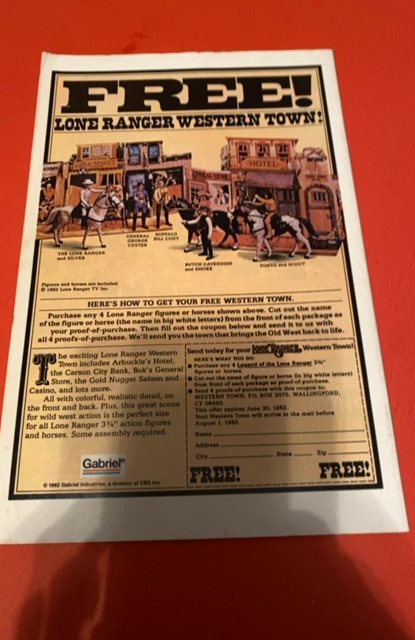 FREE!
LONE RANGER WESTERN TOWN!
HOTEL
THE LONE RANGER
and SILVER
GENERAL
GEORGE
CUSTER
BUFFALO
BILL CODY
BUTCH CAVENDISH
and SMOKE
TONTO and SCOUT
Figures and horses not included.
© 1982 Lone Ranger TV Inc.
HERE'S HOW TO GET YOUR FREE WESTERN TOWN.
Purchase any 4 Lone Ranger figures or horses shown above. Cut out the name
of the figure or horse (the name in big white letters) from the front of each package as
your proof-of-purchase. Then fill out the coupon below and send it to us with
all 4 proofs-of-purchase. We'll send you the town that brings the Old West back to life.
The exciting Lone Ranger Western
Town includes Arbuckle's Hotel,
the Carson City Bank, Bok's General
Store, the Gold Nugget Saloon and
Casino, and lots more.
All with colorful, realistic detail, on
the front and back. Plus, this great scene
for wild west action is the perfect size
for all Lone Ranger 3¾" action figures
and horses. Some assembly required.
Gabriel®
© 1982 Gabriel Industries, a division of CBS Inc.
Send today for your LONE RANGER Western Town!
HERE'S WHAT YOU DO:
■ Purchase any 4 Legend of the Lone Ranger 3¾"
figures or horses.
■ Cut out the name of figure or horse (in big white letters)
from front of each package as proof-of-purchase.
■ Send 4 proofs-of-purchase with this coupon to:
WESTERN TOWN, P.O. BOX 3075, WALLINGFORD,
CT 06493.
This offer expires June 30, 1982.
Your Western Town will arrive in the mail before
August 1, 1982.
Name
Address
City State Zip
FREE! FREE!